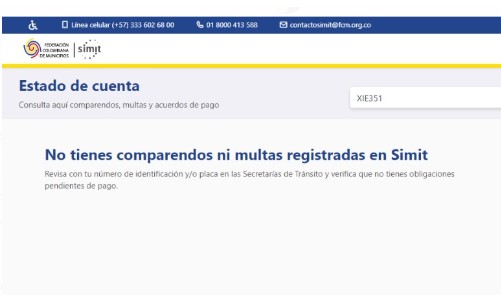 Línea celular (+57) 333 602 68 00 01 8000 413 588 contactosimit@fcm.org.co
FEDERACIÓN
COLOMBIANA
DE MUNICIPIOS
simit
Estado de cuenta
Consulta aquí comparendos, multas y acuerdos de pago
XIE351
No tienes comparendos ni multas registradas en Simit
Revisa con tu número de identificación y/o placa en las Secretarías de Tránsito y verifica que no tienes obligaciones
pendientes de pago.